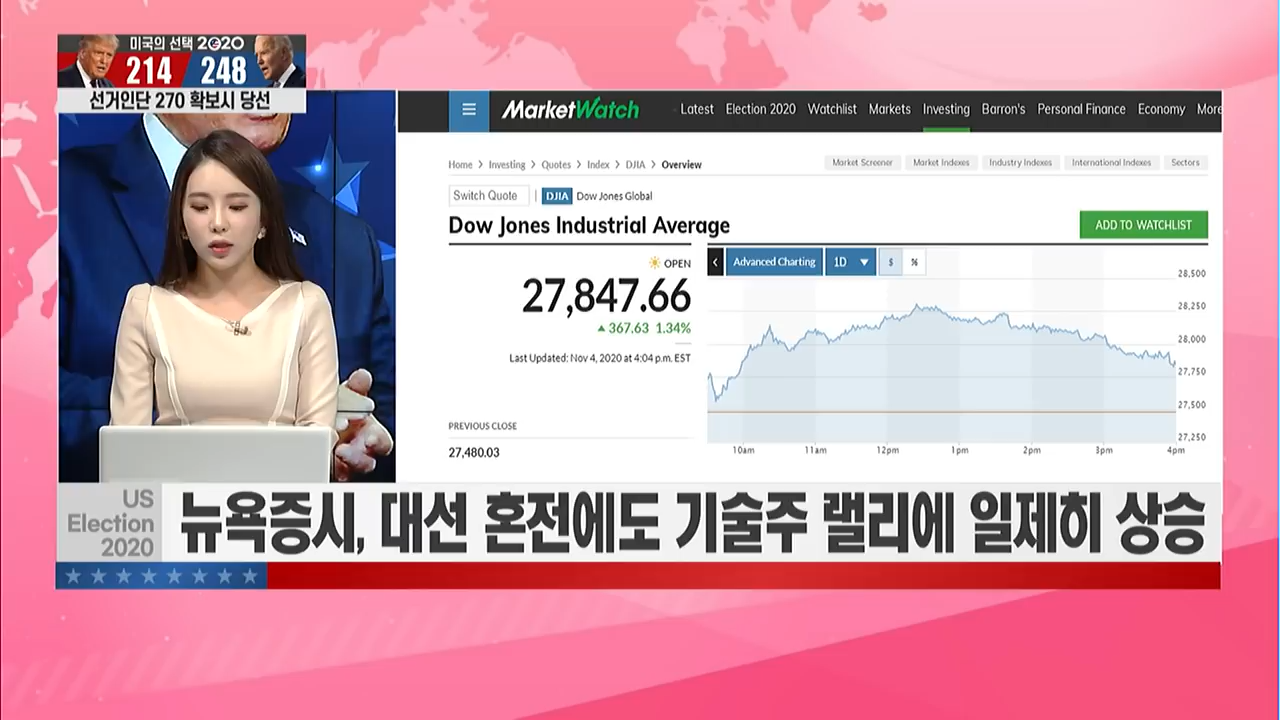 미국의 선택 2020
214 248
선거인단 270 확보시 당선
MarketWatch
Latest Election 2020 Watchlist Markets Investing Barron's Personal Finance Economy More
Home > Investing > Quotes > Index > DJIA > Overview
Market Screener Market Indexes Industry Indexes International Indexes Sectors
Switch Quote | DJIA Dow Jones Global
Dow Jones Industrial Average
ADD TO WATCHLIST
OPEN
27,847.66
367.63 1.34%
Last Updated: Nov 4, 2020 at 4:04 p.m. EST
PREVIOUS CLOSE
27,480.03
Advanced Charting 1D $ %
28,500
28,250
28,000
27,750
27,500
27,250
10am 11am 12pm 1pm 2pm 3pm 4pm
US
Election
2020
뉴욕증시, 대선 혼전에도 기술주 랠리에 일제히 상승